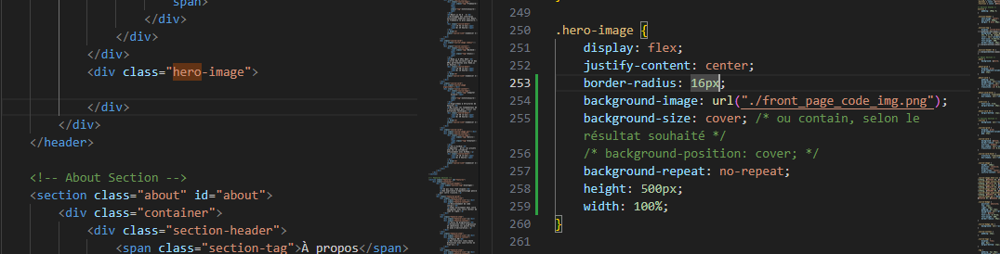 span>
</div>
</div>
</div>
<div class="hero-image">
</div>
</div>
</header>
<!-- About Section -->
<section class="about" id="about">
<div class="container">
<div class="section-header">
<span class="section-tag">À propos</span>
249
250 .hero-image {
251 display: flex;
252 justify-content: center;
253 border-radius: 16px;
254 background-image: url("./front_page_code_img.png");
255 background-size: cover; /* ou contain, selon le
résultat souhaité */
256 /* background-position: cover; */
257 background-repeat: no-repeat;
258 height: 500px;
259 width: 100%;
260 }
261